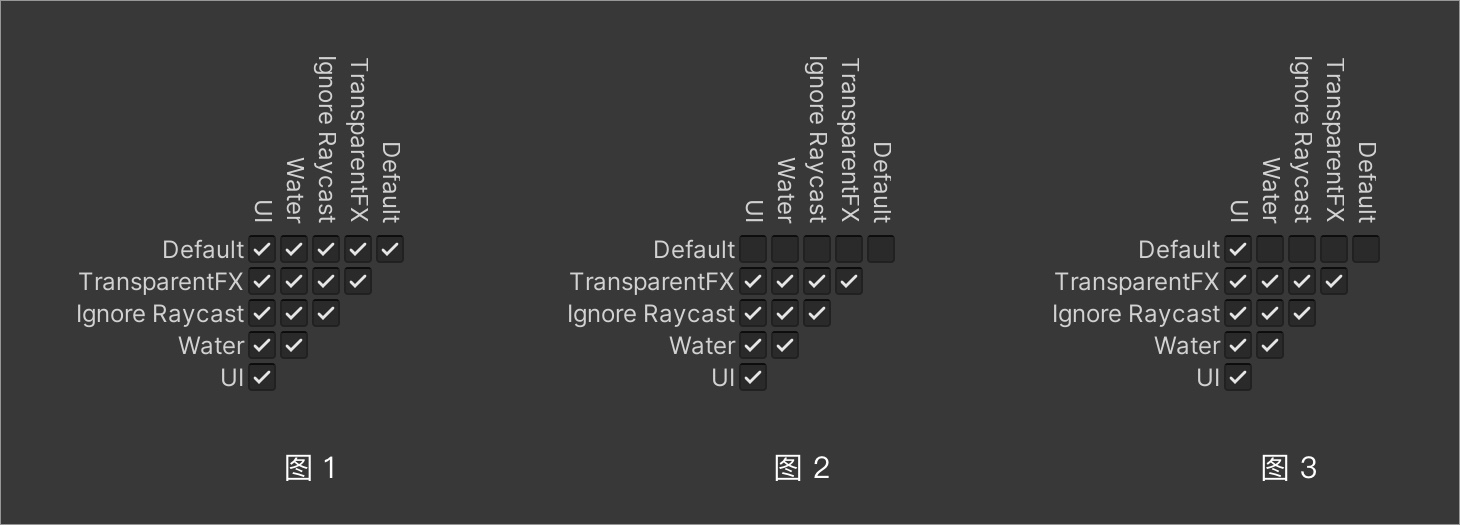 UI
Water
Ignore Raycast
TransparentFX
Default
Default
TransparentFX
Ignore Raycast
Water
UI
图 1
UI
Water
Ignore Raycast
TransparentFX
Default
Default
TransparentFX
Ignore Raycast
Water
UI
图 2
UI
Water
Ignore Raycast
TransparentFX
Default
Default
TransparentFX
Ignore Raycast
Water
UI
图 3